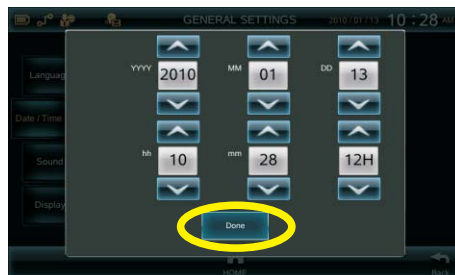 GENERAL SETTINGS 2010/01/13 10:28 AM
Languag
Date / Time
Sound
Display
YYYY 2010 MM 01 DD 13
hh 10 mm 28 12H
Done
HOME
Back